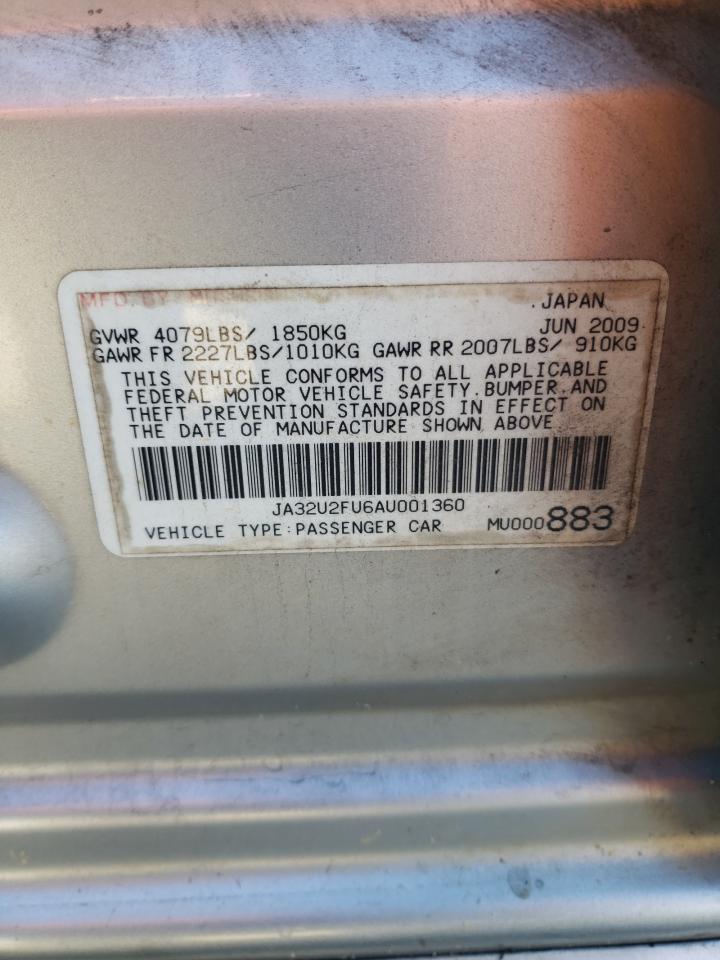 MFD. BY
.JAPAN
GVWR 4079LBS/ 1850KG JUN 2009
GAWR FR 2227LBS/1010KG GAWR RR 2007LBS/ 910KG
THIS VEHICLE CONFORMS TO ALL APPLICABLE
FEDERAL MOTOR VEHICLE SAFETY.BUMPER.AND
THEFT PREVENTION STANDARDS IN EFFECT ON
THE DATE OF MANUFACTURE SHOWN ABOVE
JA32U2FU6AU001360
VEHICLE TYPE:PASSENGER CAR MU000883